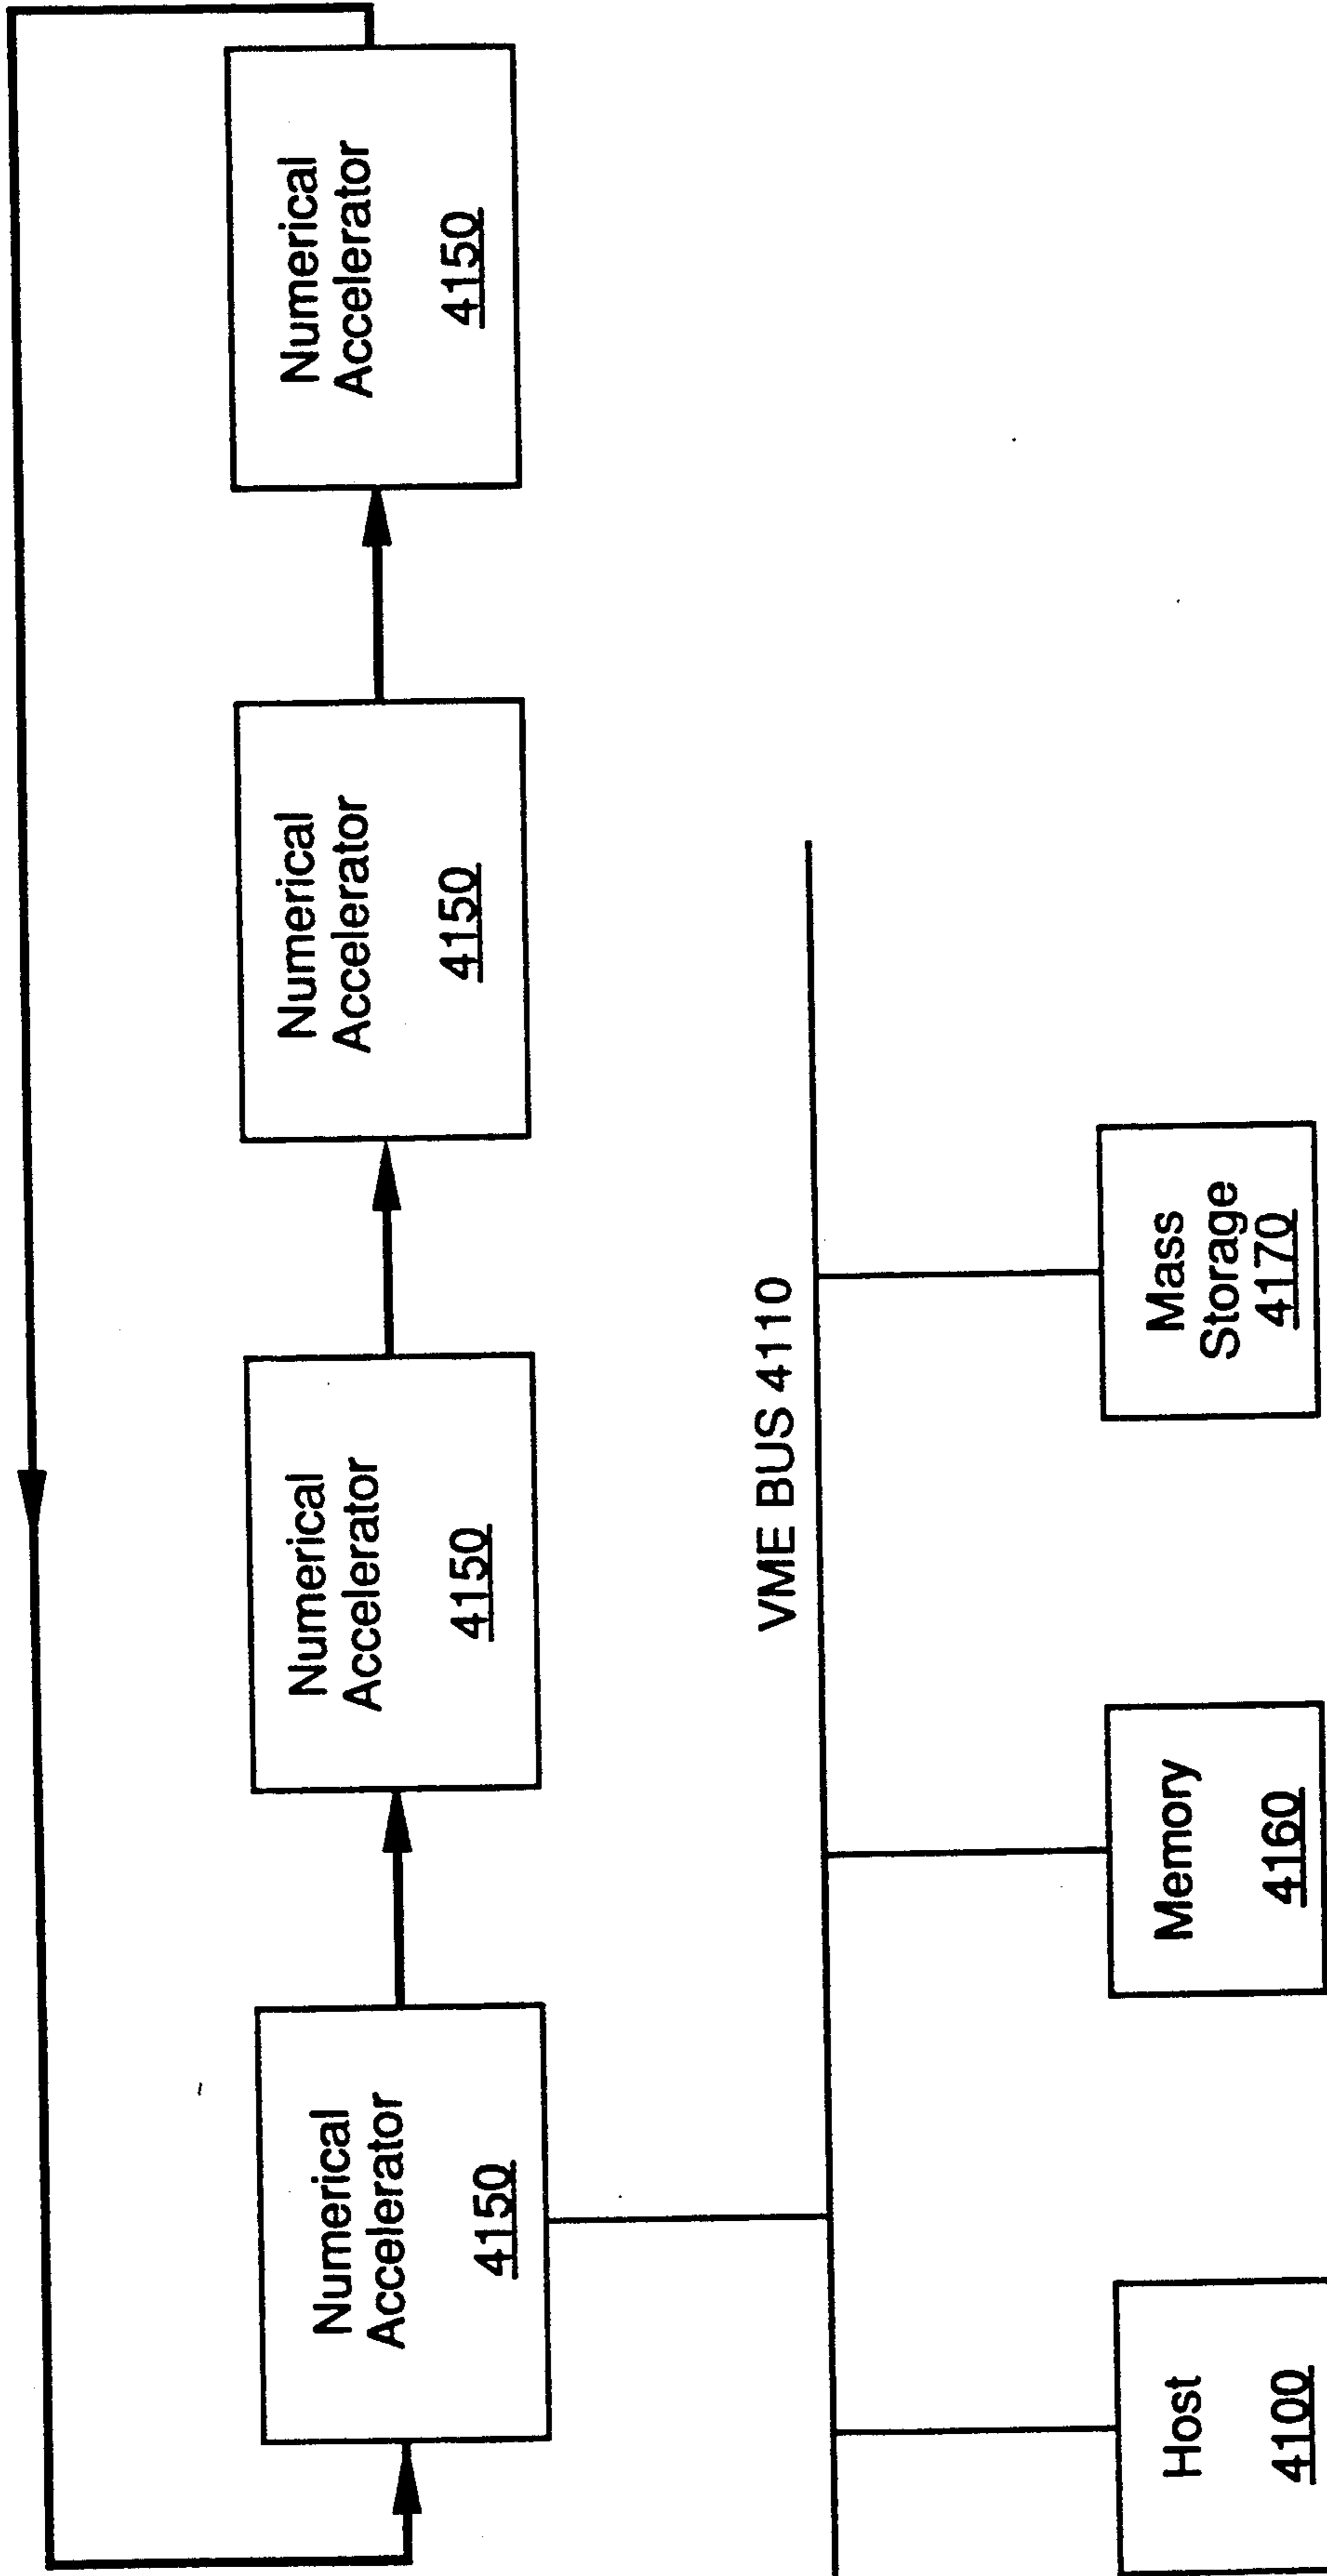 Numerical
Accelerator
4150
Numerical
Accelerator
4150
Numerical
Accelerator
4150
Numerical
Accelerator
4150
VME BUS 4110
Host
4100
Memory
4160
Mass
Storage
4170